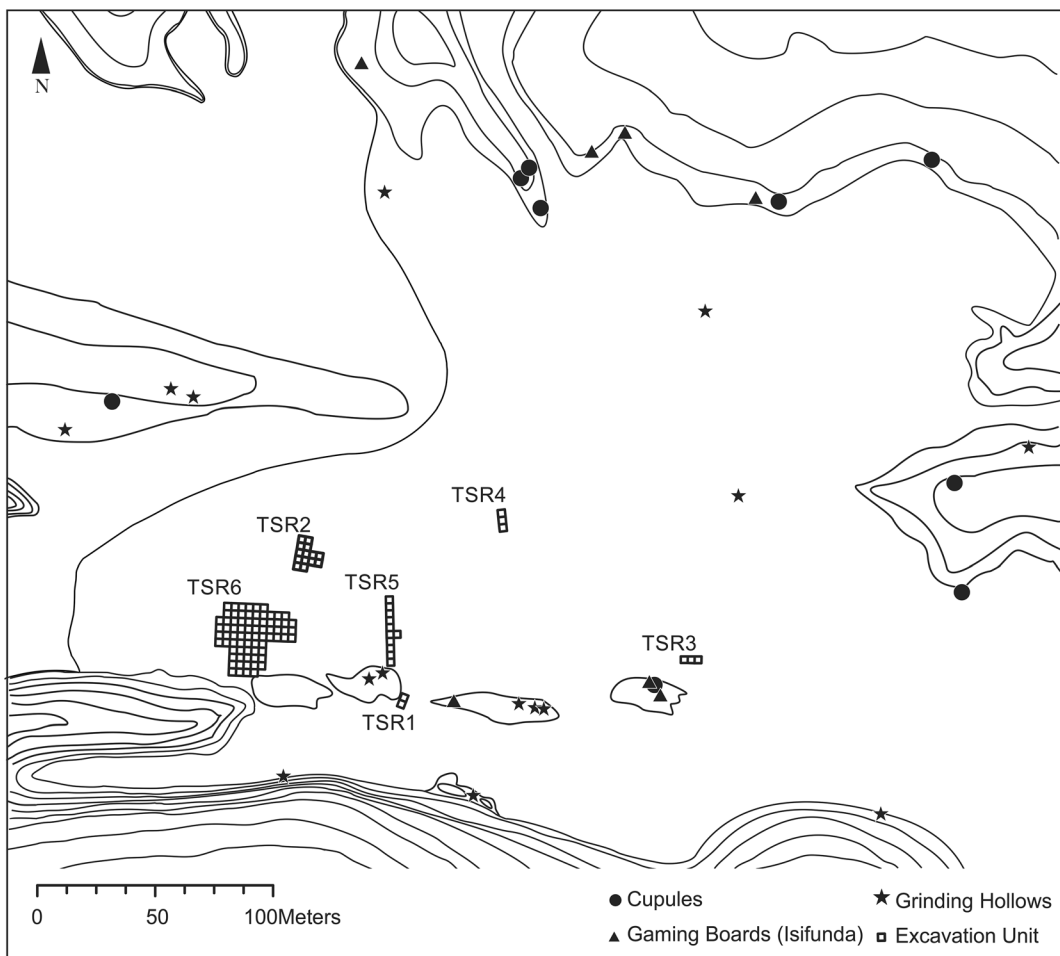 N
TSR4
TSR2
TSR6
TSR5
TSR3
TSR1
0 50 100Meters
Cupules
Grinding Hollows
Gaming Boards (Isifunda)
Excavation Unit